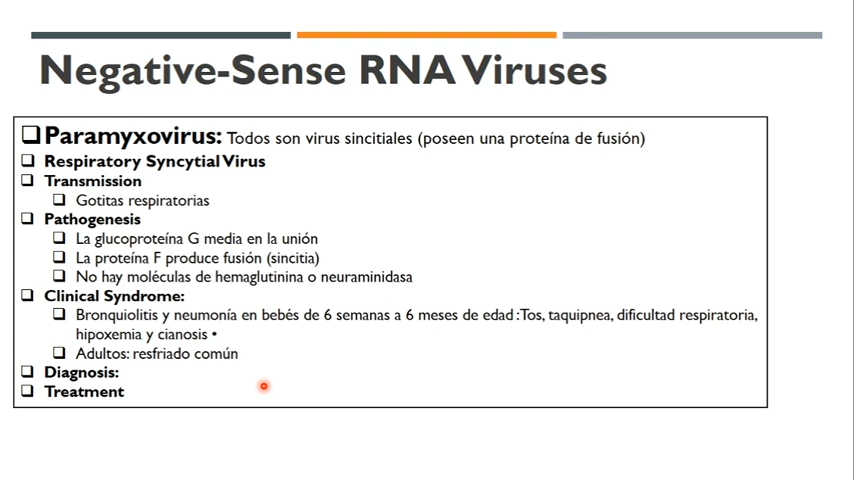 Negative-Sense RNA Viruses
Paramyxovirus: Todos son virus sincitiales (poseen una proteína de fusión)
Respiratory Syncytial Virus
Transmission
Gotitas respiratorias
Pathogenesis
La glucoproteína G media en la unión
La proteína F produce fusión (sincitia)
No hay moléculas de hemaglutinina o neuraminidasa
Clinical Syndrome:
Bronquiolitis y neumonía en bebés de 6 semanas a 6 meses de edad :Tos, taquipnea, dificultad respiratoria,
hipoxemia y cianosis •
Adultos: resfriado común
Diagnosis:
Treatment